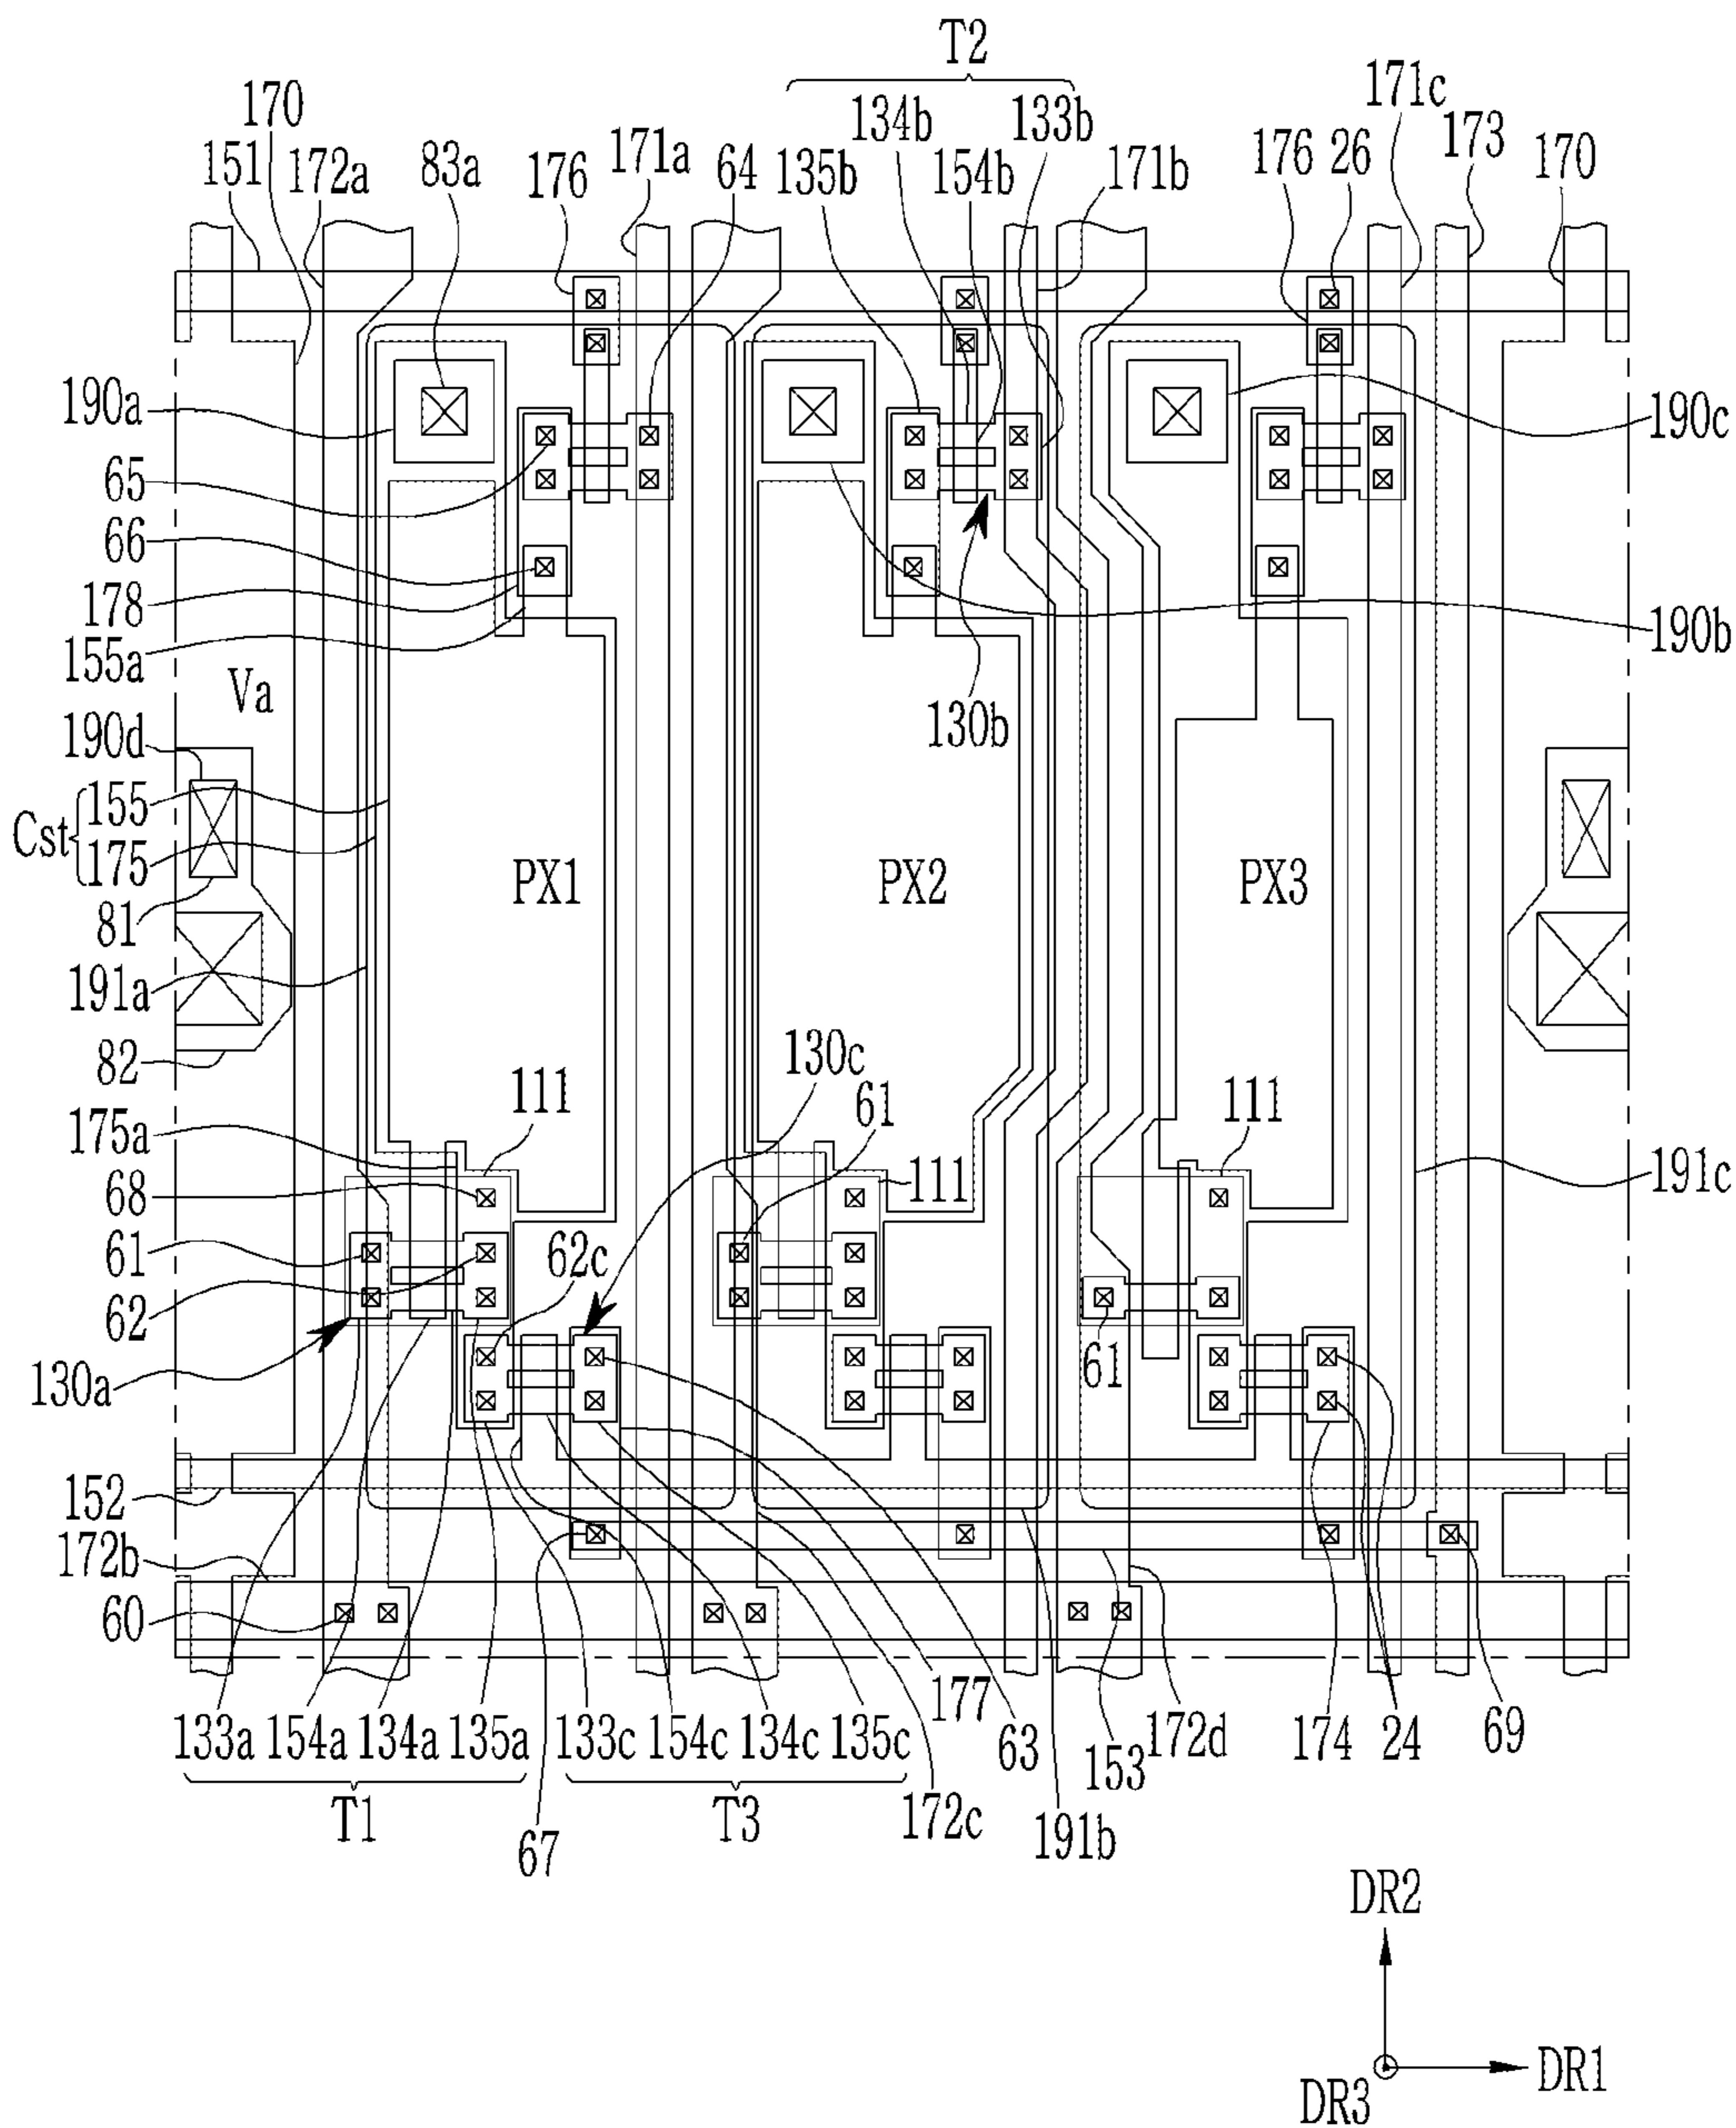 T2
170
134b
133b
171c
173
151
172a
83a
176
171a
64
135b
154b
171b
176
26
170
190a
190c
65
66
178
155a
190b
Va
130b
190d
Cst
155
175
PX1
PX2
PX3
81
191a
82
130c
61
175a
111
111
111
68
191c
61
62c
62
61
130a
152
172b
60
133a
154a
134a
135a
133c
154c
134c
135c
177
63
153
172d
174
24
69
T1
T3
67
172c
191b
DR2
DR3
DR1